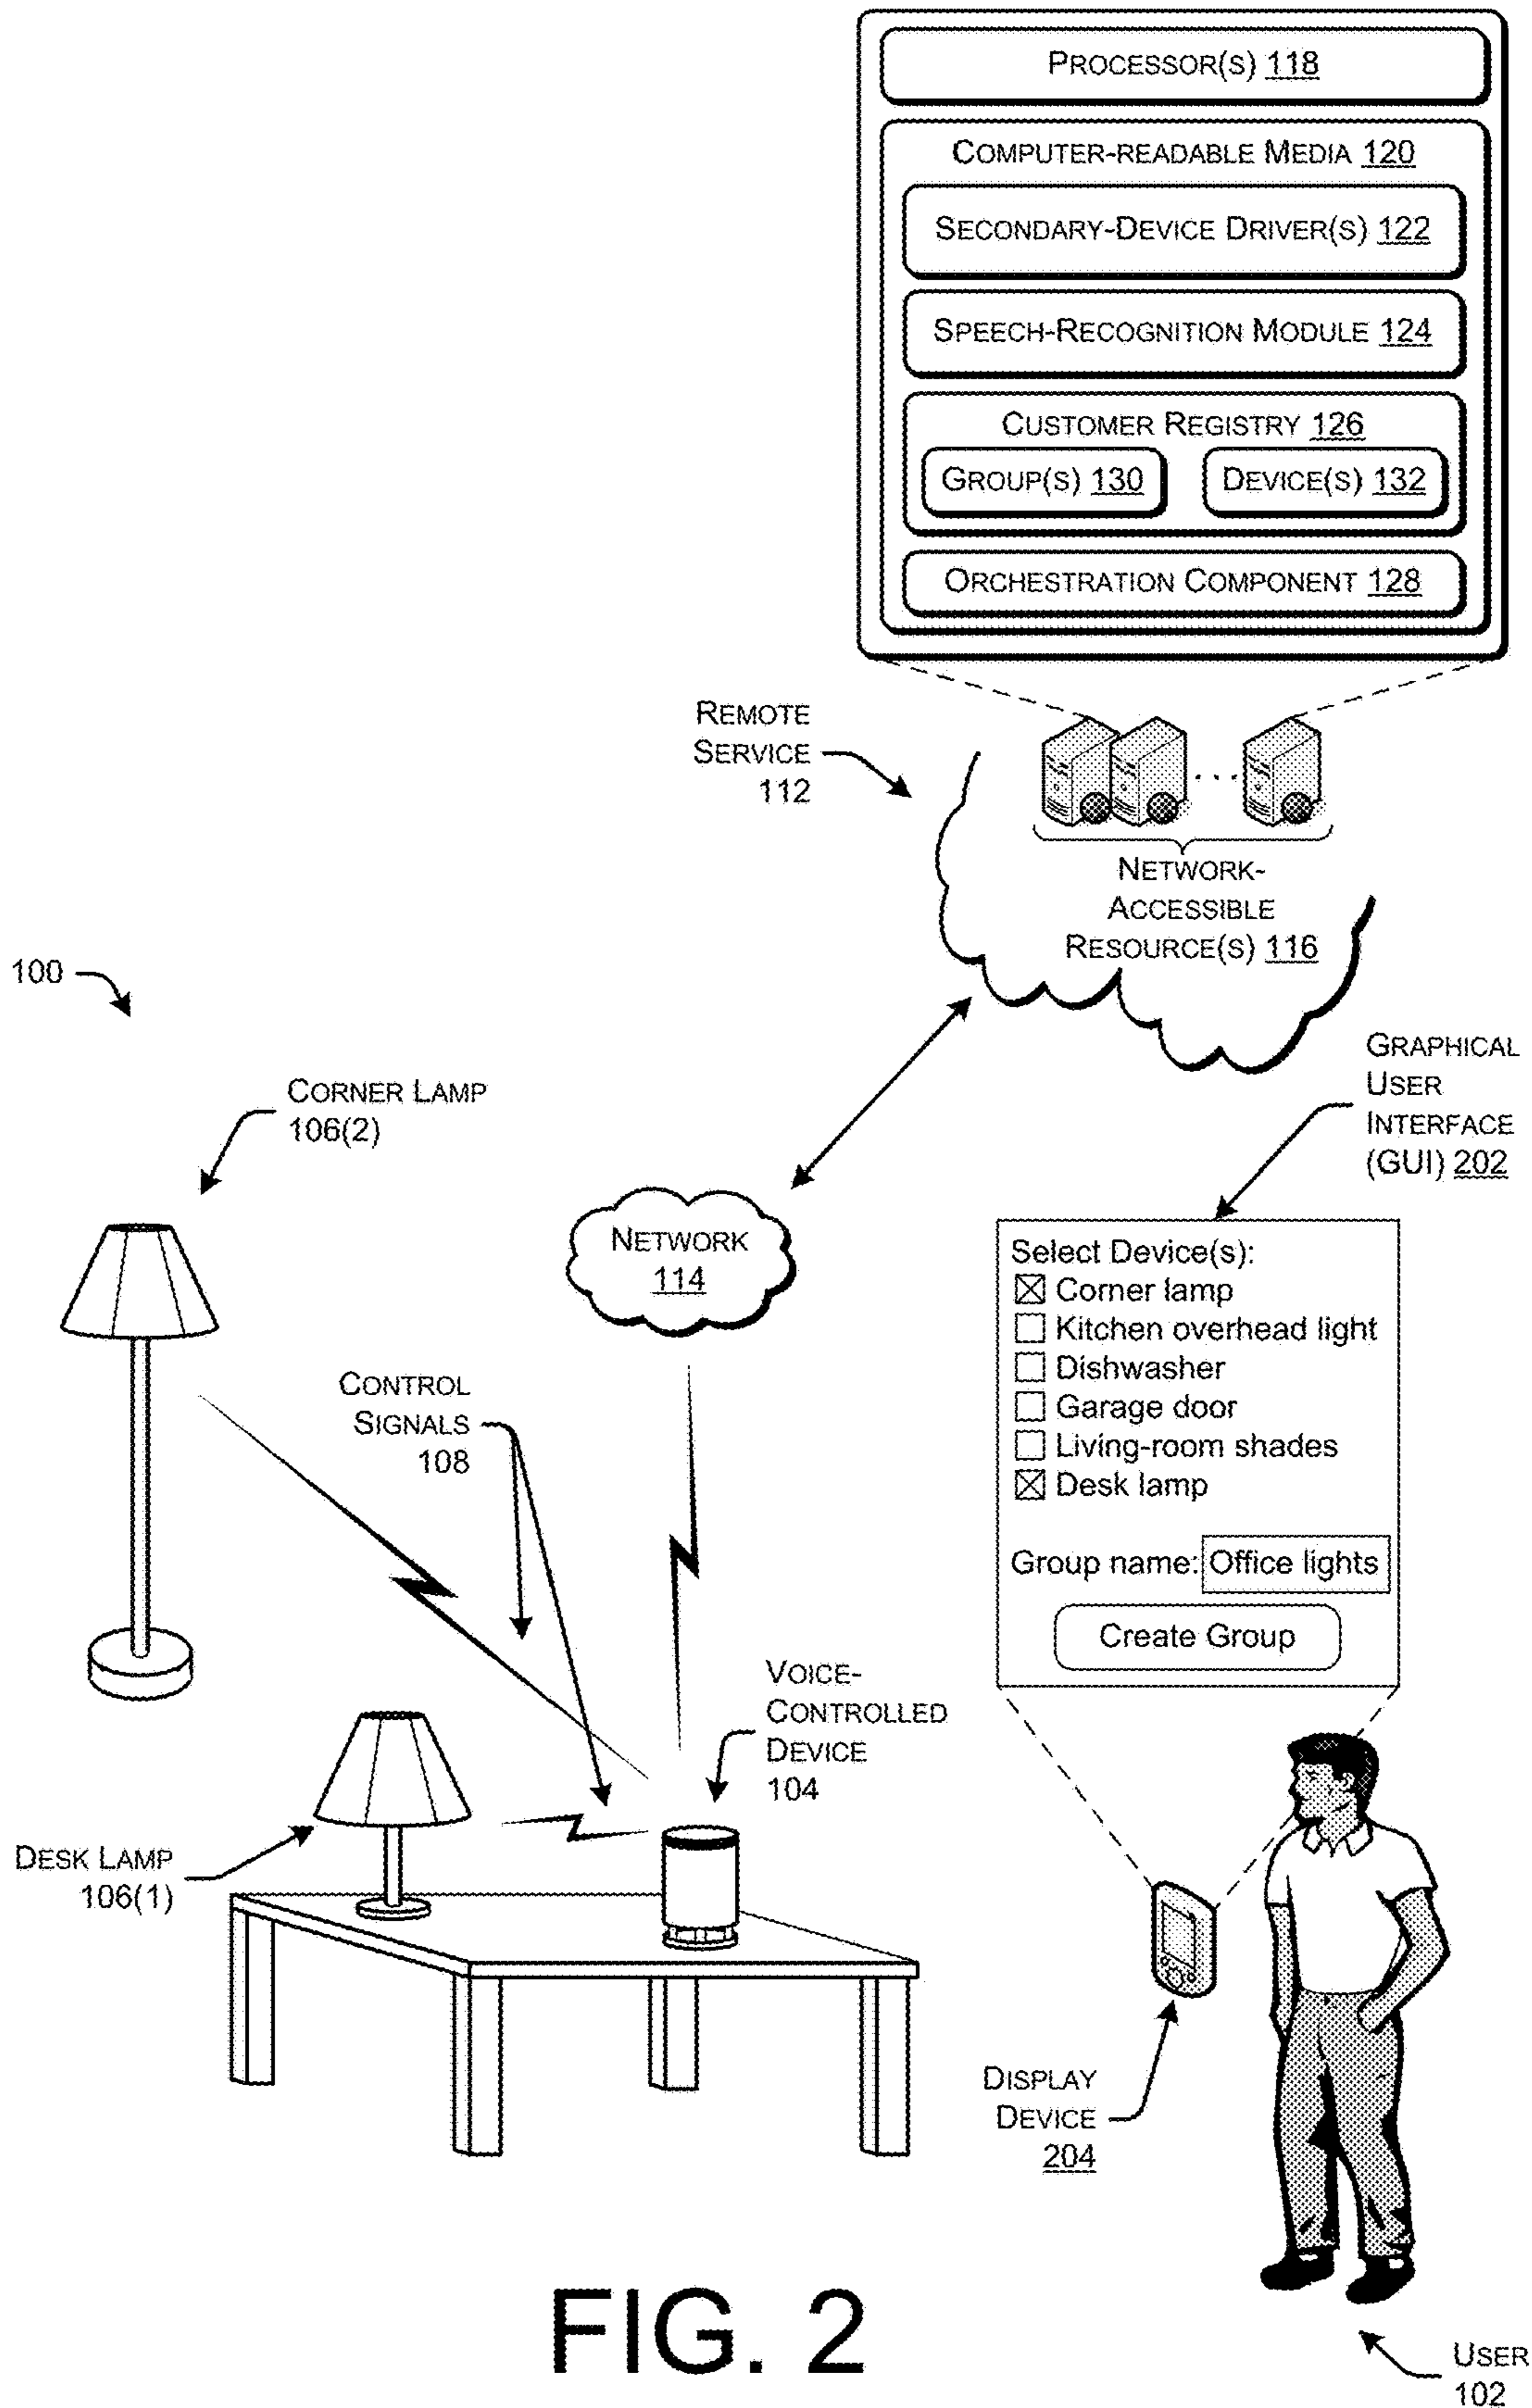 PROCESSOR(S) 118
COMPUTER-READABLE MEDIA 120
SECONDARY-DEVICE DRIVER(S) 122
SPEECH-RECOGNITION MODULE 124
CUSTOMER REGISTRY 126
GROUP(S) 130
DEVICE(S) 132
ORCHESTRATION COMPONENT 128
REMOTE
SERVICE
112
NETWORK-
ACCESSIBLE
RESOURCE(S) 116
100
GRAPHICAL
USER
INTERFACE
(GUI) 202
CORNER LAMP
106(2)
NETWORK
114
Select Device(s):
Corner lamp
Kitchen overhead light
Dishwasher
Garage door
Living-room shades
Desk lamp
Group name: Office lights
Create Group
CONTROL
SIGNALS
108
VOICE-
CONTROLLED
DEVICE
104
DESK LAMP
106(1)
DISPLAY
DEVICE
204
FIG. 2
USER
102